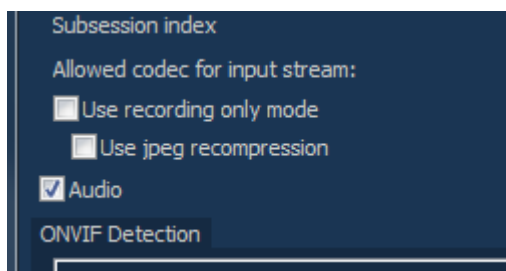 Subsession index
Allowed codec for input stream:
Use recording only mode
Use jpeg recompression
Audio
ONVIF Detection